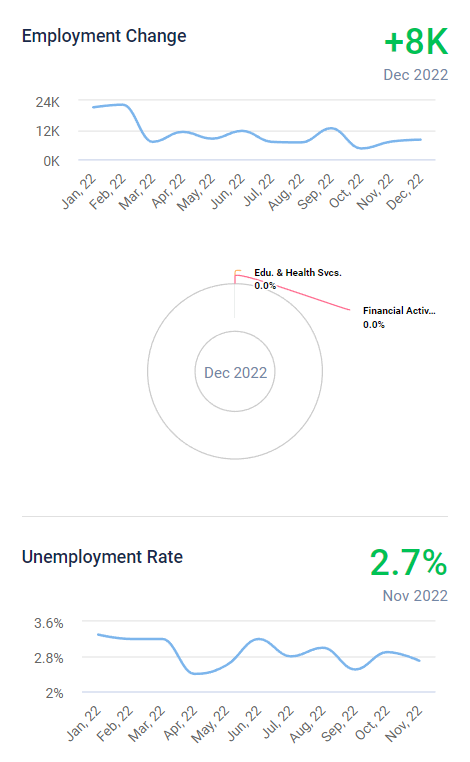 Employment Change
+8K
Dec 2022
24K
12K
0K
Jan, 22
Feb, 22
Mar, 22
Apr, 22
May, 22
Jun, 22
Jul, 22
Aug, 22
Sep, 22
Oct, 22
Nov, 22
Dec, 22
Edu. & Health Svcs.
0.0%
Financial Activ...
0.0%
Dec 2022
Unemployment Rate
2.7%
Nov 2022
3.6%
2.8%
2%
Jan, 22
Feb, 22
Mar, 22
Apr, 22
May, 22
Jun, 22
Jul, 22
Aug, 22
Sep, 22
Oct, 22
Nov, 22